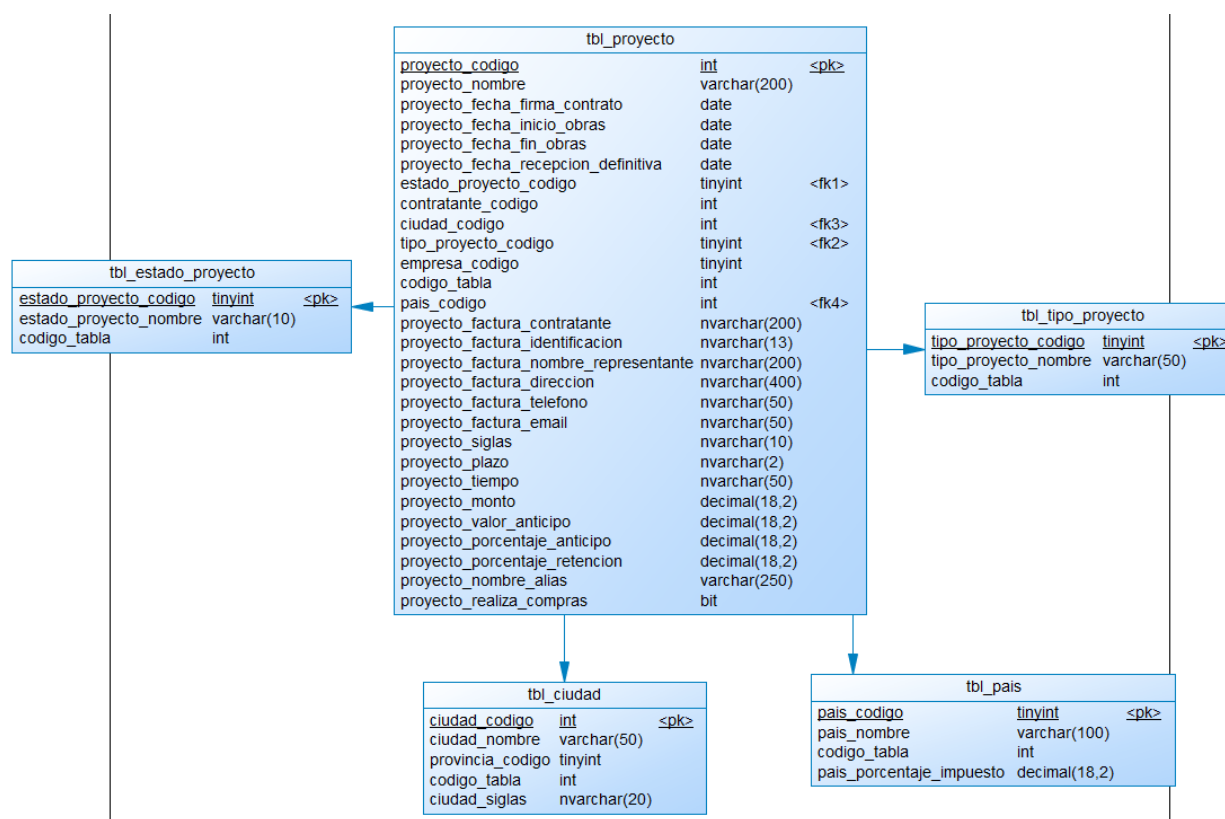 tbl_proyecto
proyecto_codigo int <pk>
proyecto_nombre varchar(200)
proyecto_fecha_firma_contrato date
proyecto_fecha_inicio_obras date
proyecto_fecha_fin_obras date
proyecto_fecha_recepcion_definitiva date
estado_proyecto_codigo tinyint <fk1>
contratante_codigo int
ciudad_codigo int <fk3>
tipo_proyecto_codigo tinyint <fk2>
empresa_codigo tinyint
codigo_tabla int
pais_codigo int <fk4>
proyecto_factura_contratante nvarchar(200)
proyecto_factura_identificacion nvarchar(13)
proyecto_factura_nombre_representante nvarchar(200)
proyecto_factura_direccion nvarchar(400)
proyecto_factura_telefono nvarchar(50)
proyecto_factura_email nvarchar(50)
proyecto_siglas nvarchar(10)
proyecto_plazo nvarchar(2)
proyecto_tiempo nvarchar(50)
proyecto_monto decimal(18,2)
proyecto_valor_anticipo decimal(18,2)
proyecto_porcentaje_anticipo decimal(18,2)
proyecto_porcentaje_retencion decimal(18,2)
proyecto_nombre_alias varchar(250)
proyecto_realiza_compras bit
tbl_estado_proyecto
estado_proyecto_codigo tinyint <pk>
estado_proyecto_nombre varchar(10)
codigo_tabla int
tbl_tipo_proyecto
tipo_proyecto_codigo tinyint <pk>
tipo_proyecto_nombre varchar(50)
codigo_tabla int
tbl_ciudad
ciudad_codigo int <pk>
ciudad_nombre varchar(50)
provincia_codigo tinyint
codigo_tabla int
ciudad_siglas nvarchar(20)
tbl_pais
pais_codigo tinyint <pk>
pais_nombre varchar(100)
codigo_tabla int
pais_porcentaje_impuesto decimal(18,2)